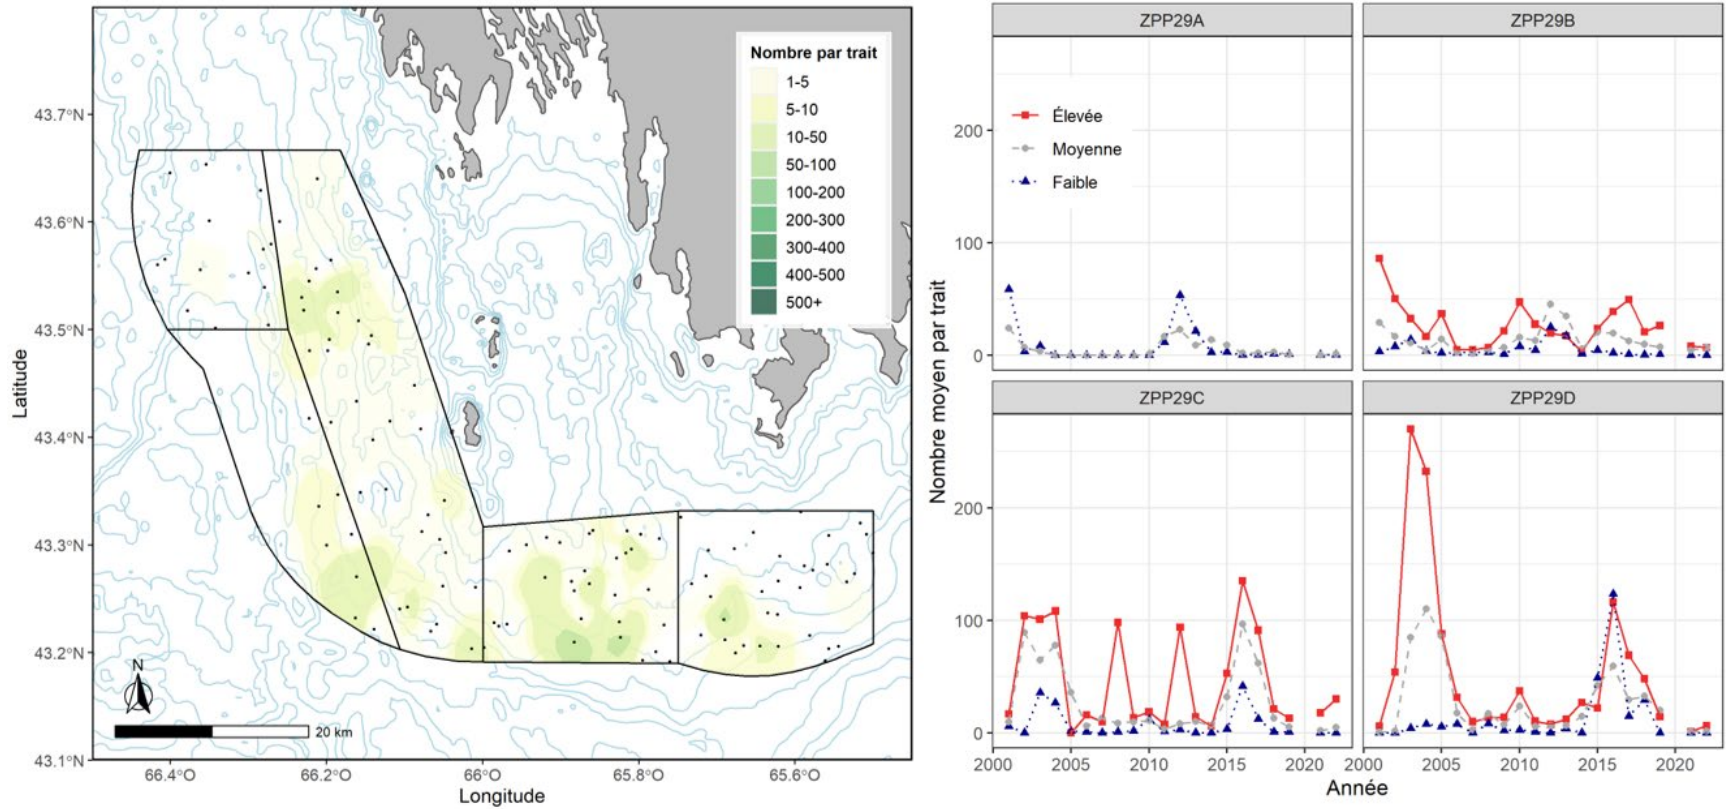 Nombre par trait
1-5
5-10
10-50
50-100
100-200
200-300
300-400
400-500
500+
43.7°N
43.6°N
43.5°N
43.4°N
43.3°N
43.2°N
43.1°N
Latitude
N
20 km
66.4°O
66.2°O
66°O
65.8°O
65.6°O
Longitude
ZPP29A
ZPP29B
Élevée
Moyenne
Faible
200
100
0
ZPP29C
ZPP29D
200
100
0
Nombre moyen par trait
2000
2005
2010
2015
2020
2000
2005
2010
2015
2020
Année